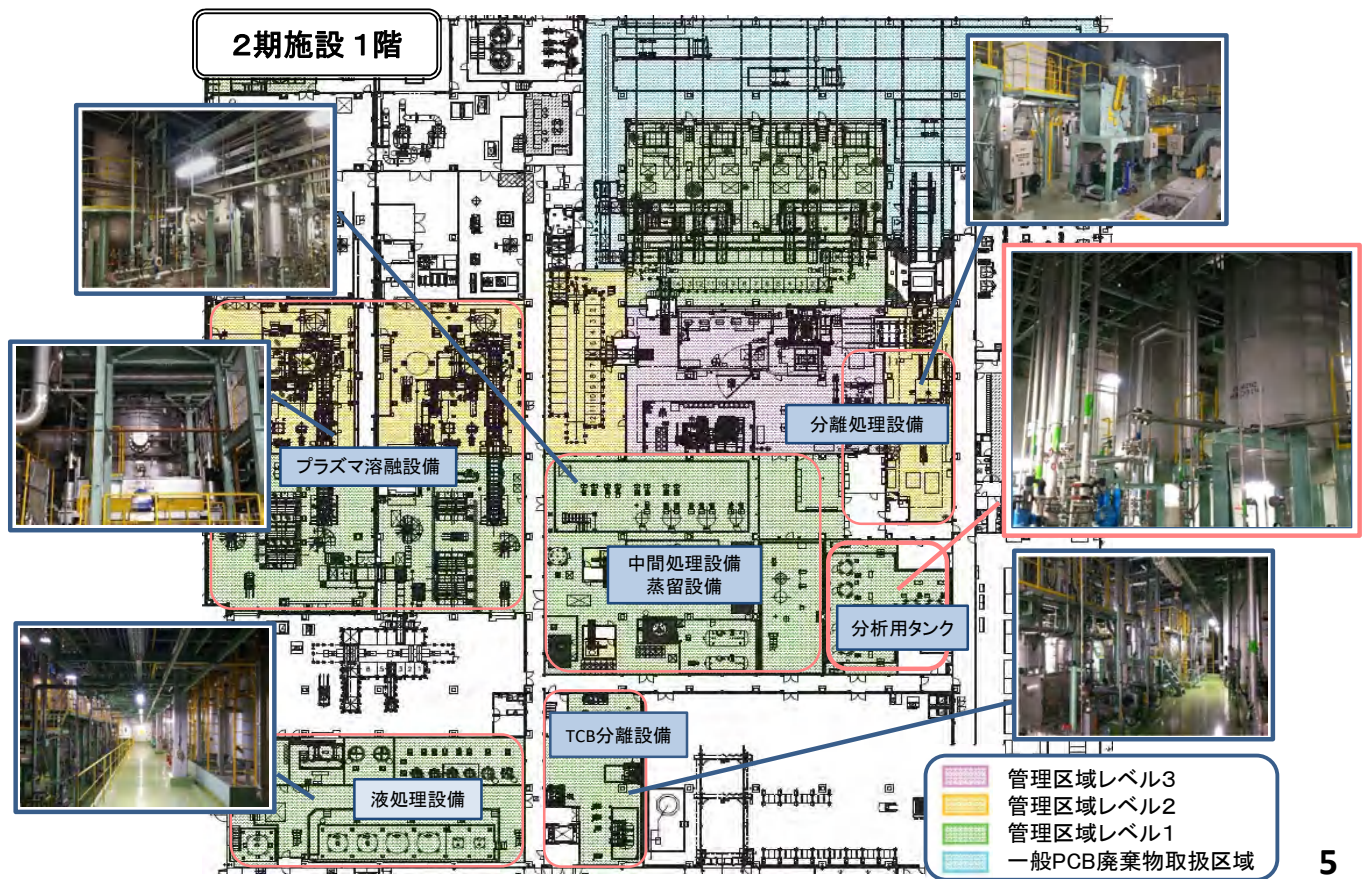 2期施設 1階
分離処理設備
プラズマ溶融設備
中間処理設備
蒸留設備
分析用タンク
TCB分離設備
液処理設備
管理区域レベル3
管理区域レベル2
管理区域レベル1
一般PCB廃棄物取扱区域
5